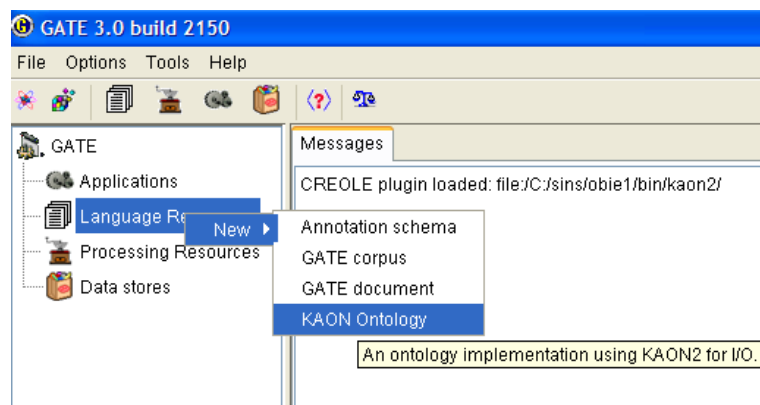 GATE 3.0 build 2150
File Options Tools Help
GATE
Applications
Language Re
Processing Resources
Data stores
New
Annotation schema
GATE corpus
GATE document
KAON Ontology
Messages
CREOLE plugin loaded: file:/C:/sins/obie1/bin/kaon2/
An ontology implementation using KAON2 for I/O.